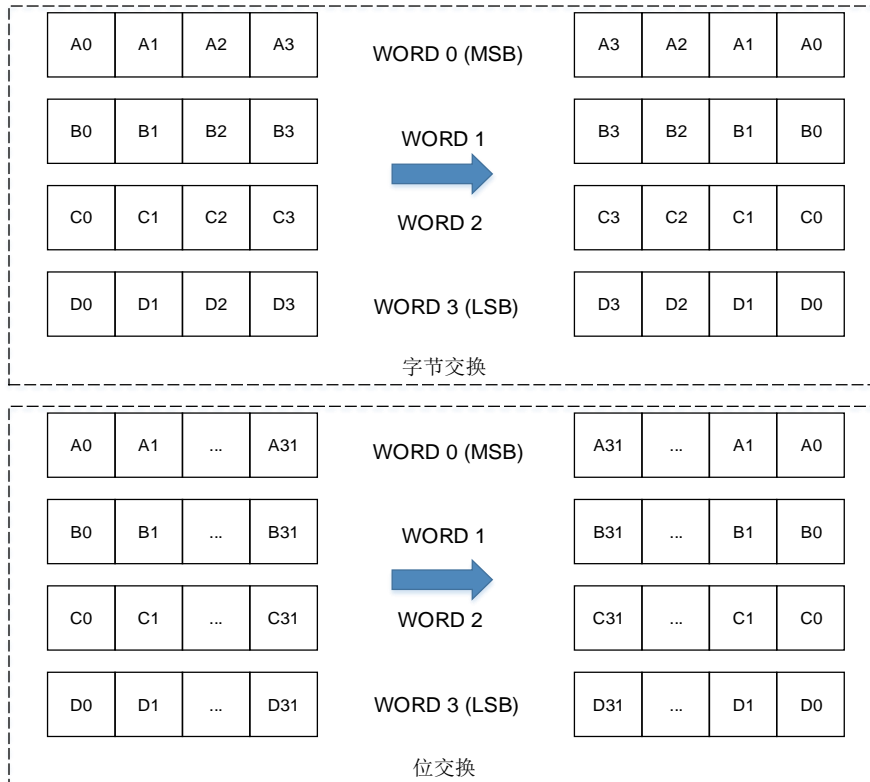 A0 A1 A2 A3 WORD 0 (MSB) A3 A2 A1 A0
B0 B1 B2 B3 WORD 1 B3 B2 B1 B0
C0 C1 C2 C3 WORD 2 C3 C2 C1 C0
D0 D1 D2 D3 WORD 3 (LSB) D3 D2 D1 D0
字节交换
A0 A1 ... A31 WORD 0 (MSB) A31 ... A1 A0
B0 B1 ... B31 WORD 1 B31 ... B1 B0
C0 C1 ... C31 WORD 2 C31 ... C1 C0
D0 D1 ... D31 WORD 3 (LSB) D31 ... D1 D0
位交换